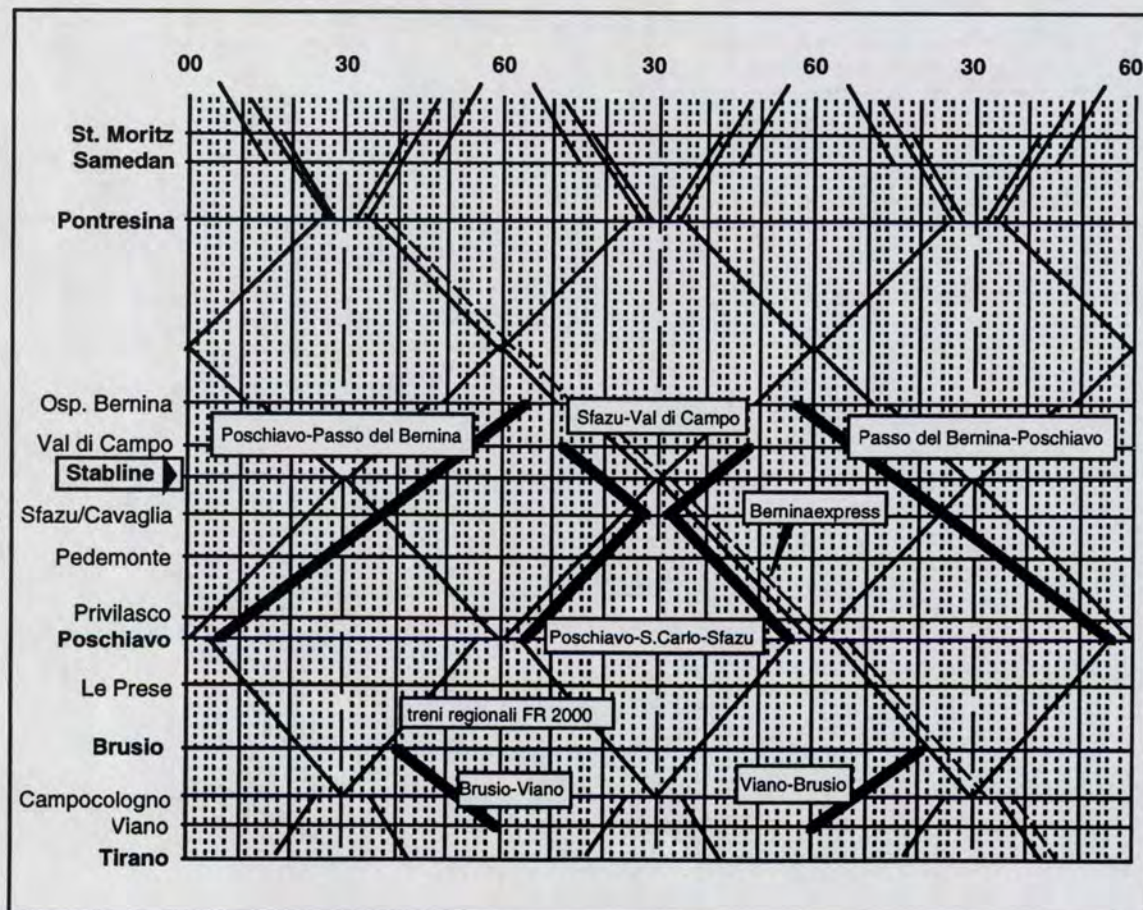 00 30 60 30 60 30 60
St. Moritz
Samedan
Pontresina
Osp. Bernina
Val di Campo
Stabline
Sfazu/Cavaglia
Pedemonte
Privilasco
Poschiavo
Le Prese
Brusio
Campocologno
Viano
Tirano
Poschiavo-Passo del Bernina
Sfazu-Val di Campo
Passo del Bernina-Poschiavo
Berninaexpress
Poschiavo-S.Carlo-Sfazu
treni regionali FR 2000
Brusio-Viano
Viano-Brusio